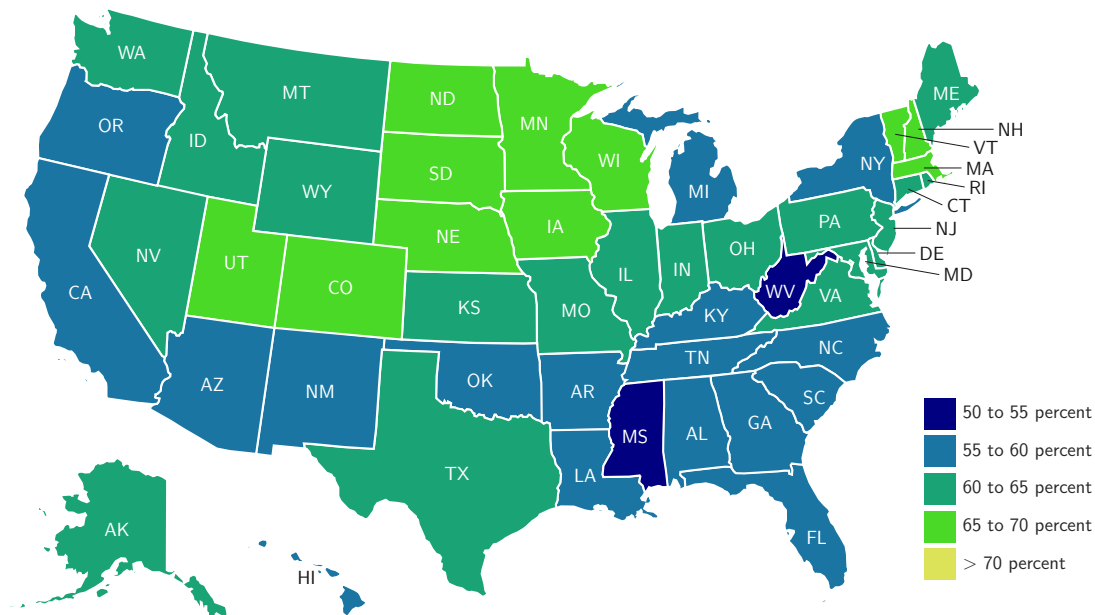 WA
MT
ND
MN
ME
OR
ID
SD
WI
NH
VT
WY
MI
NY
MA
RI
CT
NV
UT
NE
IA
PA
NJ
CA
CO
KS
MO
IL
IN
OH
WV
VA
DE
MD
KY
AZ
NM
OK
AR
TN
NC
SC
TX
LA
MS
AL
GA
FL
AK
HI
50 to 55 percent
55 to 60 percent
60 to 65 percent
65 to 70 percent
> 70 percent